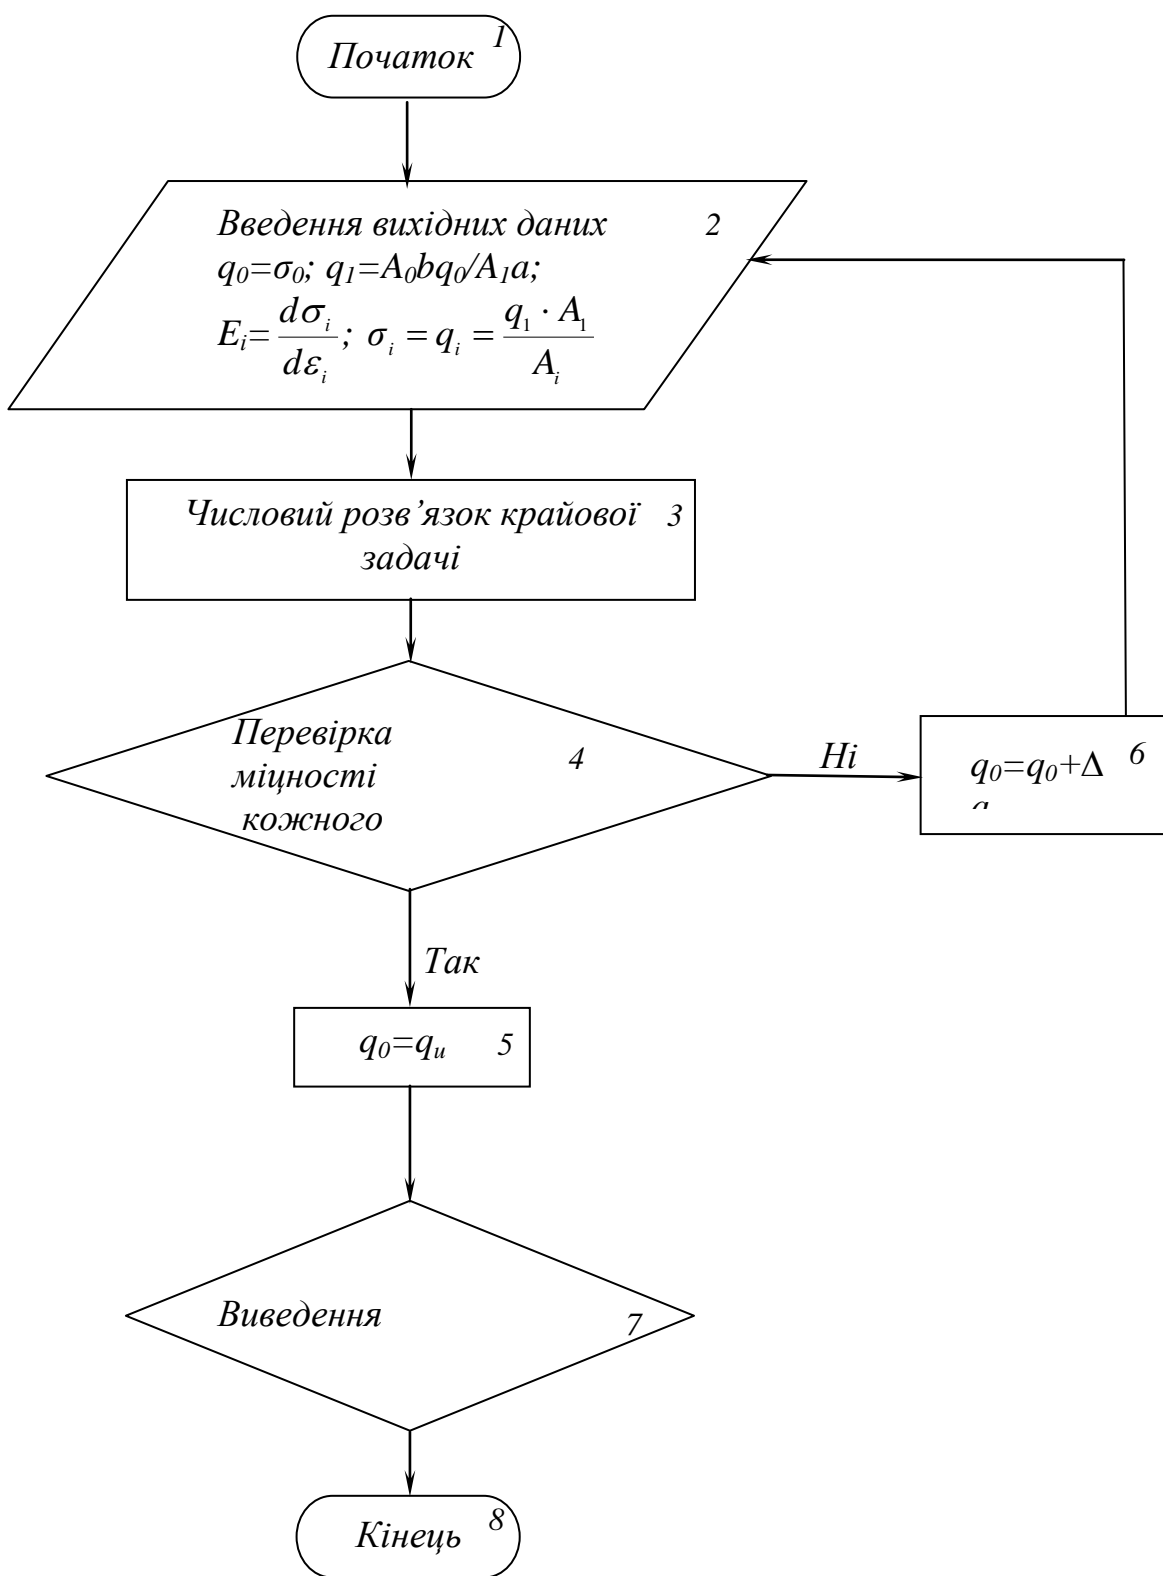 Початок 1
Введення вихідних даних 2
q₀=σ₀; q₁=A₀bq₀/A₁a;
Eᵢ=dσᵢ/dεᵢ; σᵢ = qᵢ = q₁ · A₁/Aᵢ
Числовий розв’язок крайової 3
задачі
Перевірка
міцності 4
кожного
Ні
q₀=q₀+Δ 6
Так
q₀=qᵤ 5
Виведення 7
Кінець 8